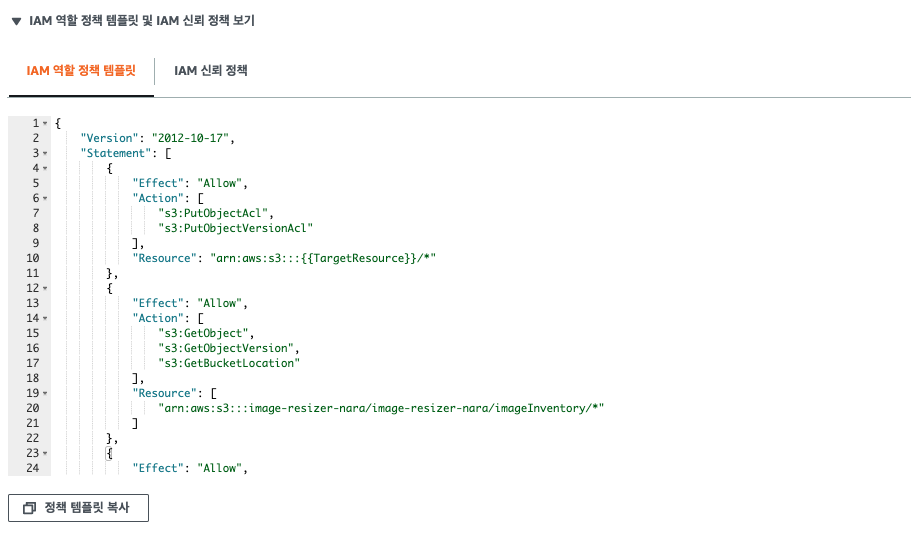 ▼ IAM 역할 정책 템플릿 및 IAM 신뢰 정책 보기
IAM 역할 정책 템플릿 IAM 신뢰 정책
1 {
2 "Version": "2012-10-17",
3 "Statement": [
4 {
5 "Effect": "Allow",
6 "Action": [
7 "s3:PutObjectAcl",
8 "s3:PutObjectVersionAcl"
9 ],
10 "Resource": "arn:aws:s3:::{{TargetResource}}/*"
11 },
12 {
13 "Effect": "Allow",
14 "Action": [
15 "s3:GetObject",
16 "s3:GetObjectVersion",
17 "s3:GetBucketLocation"
18 ],
19 "Resource": [
20 "arn:aws:s3:::image-resizer-nara/image-resizer-nara/imageInventory/*"
21 ]
22 },
23 {
24 "Effect": "Allow",
정책 템플릿 복사